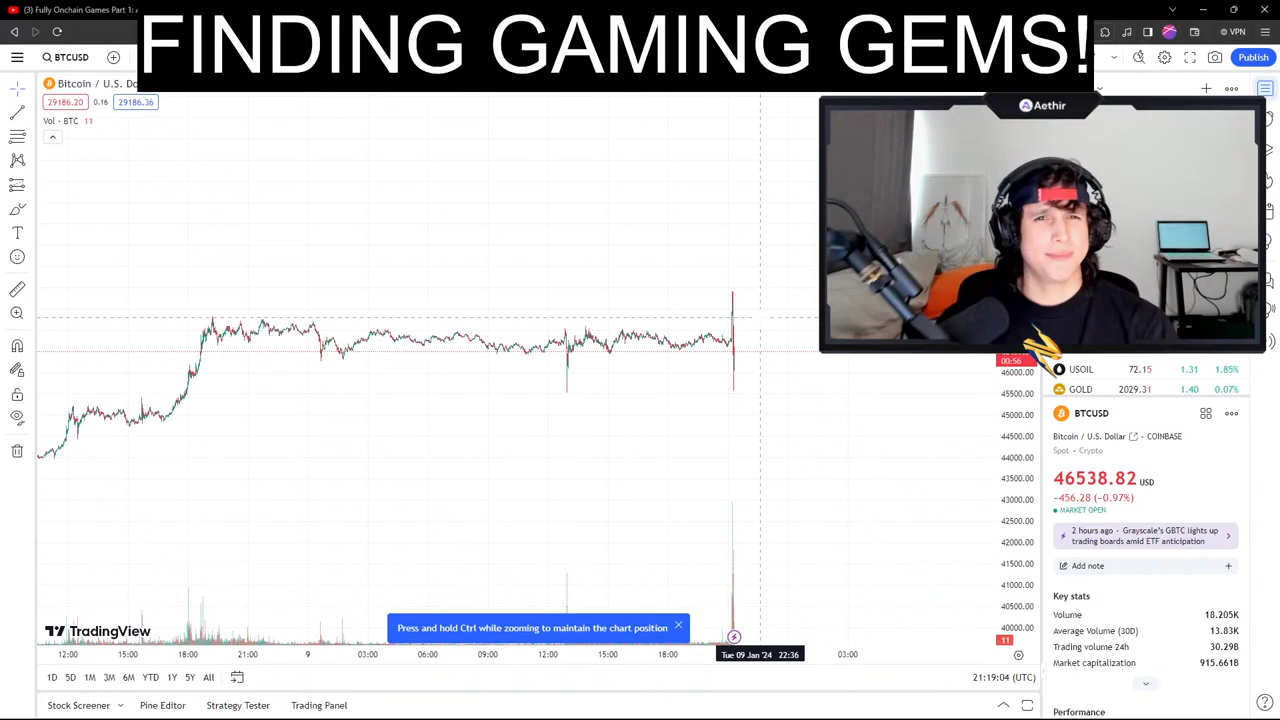 (3) Fully Onchain Games Part 1:
FINDING GAMING GEMS!
VPN
BTCUSD
Publish
Bitcoin / U.S. Do
29186.20 0.16 29186.36
Vol · BTC 11
Aethir
00:56
46000.00
45500.00
45000.00
44500.00
44000.00
43500.00
43000.00
42500.00
42000.00
41500.00
41000.00
40500.00
40000.00
11
USOIL 72.15 1.31 1.85%
GOLD 2029.31 1.40 0.07%
BTCUSD
Bitcoin / U.S. Dollar · COINBASE
Spot • Crypto
46538.82 USD
−456.28 (−0.97%)
MARKET OPEN
2 hours ago - Grayscale's GBTC lights up
trading boards amid ETF anticipation
Add note
Key stats
Volume 18.205K
Average Volume (30D) 13.83K
Trading volume 24h 30.29B
Market capitalization 915.661B
Performance
Press and hold Ctrl while zooming to maintain the chart position
TradingView
12:00 15:00 18:00 21:00 9 03:00 06:00 09:00 12:00 15:00 18:00 Tue 09 Jan '24 22:36 03:00
1D 5D 1M 3M 6M YTD 1Y 5Y All
21:19:04 (UTC)
Stock Screener Pine Editor Strategy Tester Trading Panel